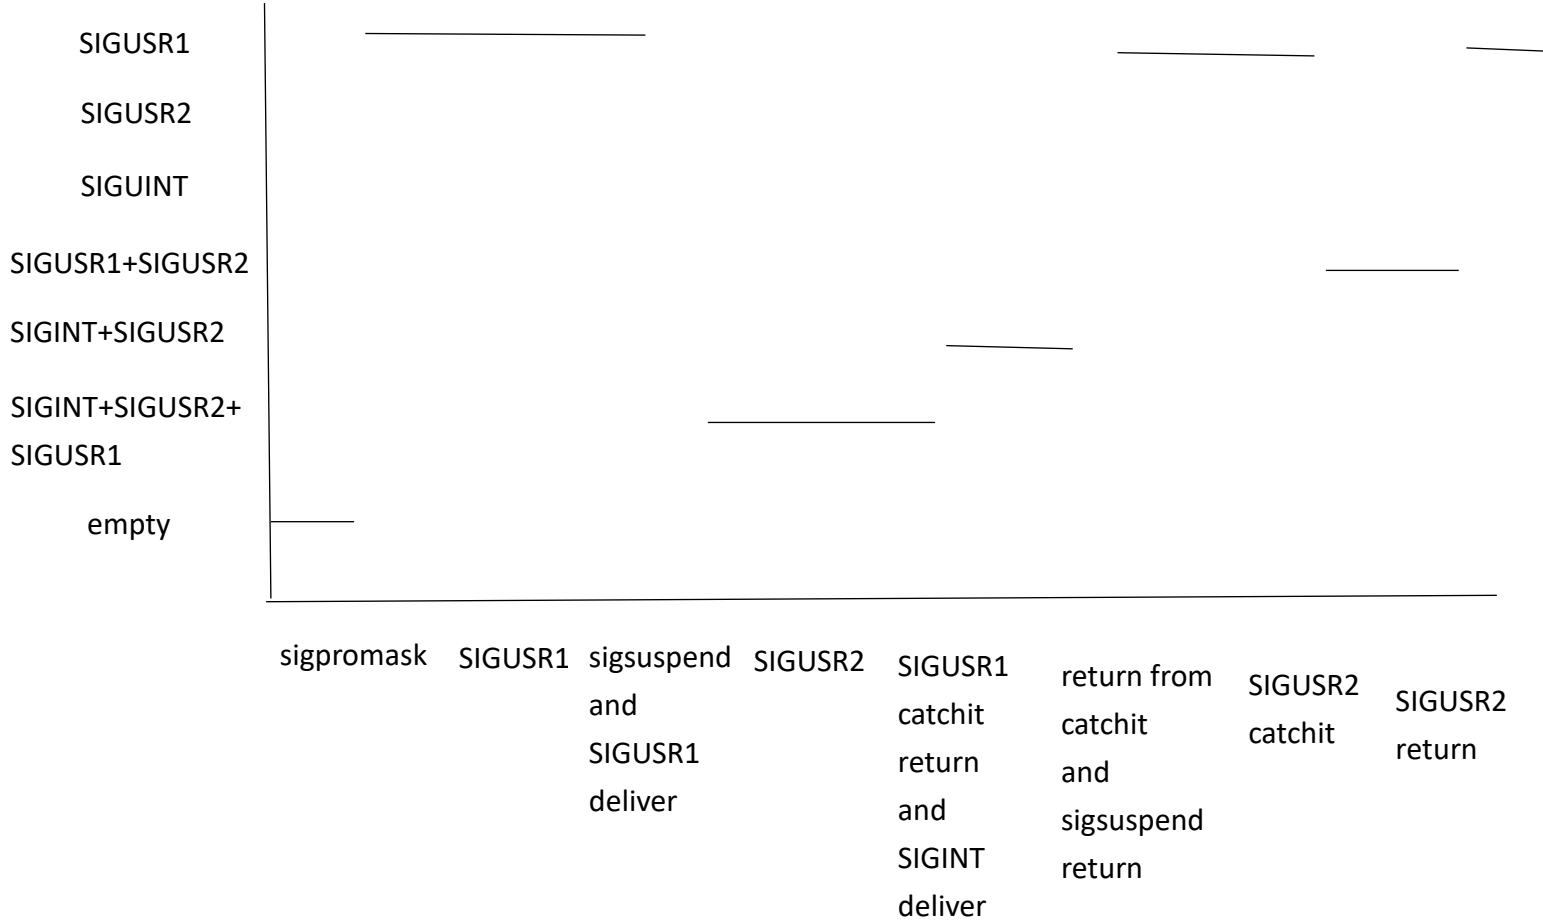 SIGUSR1
SIGUSR2
SIGUINT
SIGUSR1+SIGUSR2
SIGINT+SIGUSR2
SIGINT+SIGUSR2+
SIGUSR1
empty
sigpromask
SIGUSR1
sigsuspend
and
SIGUSR1
deliver
SIGUSR2
SIGUSR1
catchit
return
and
SIGINT
deliver
return from
catchit
and
sigsuspend
return
SIGUSR2
catchit
SIGUSR2
return